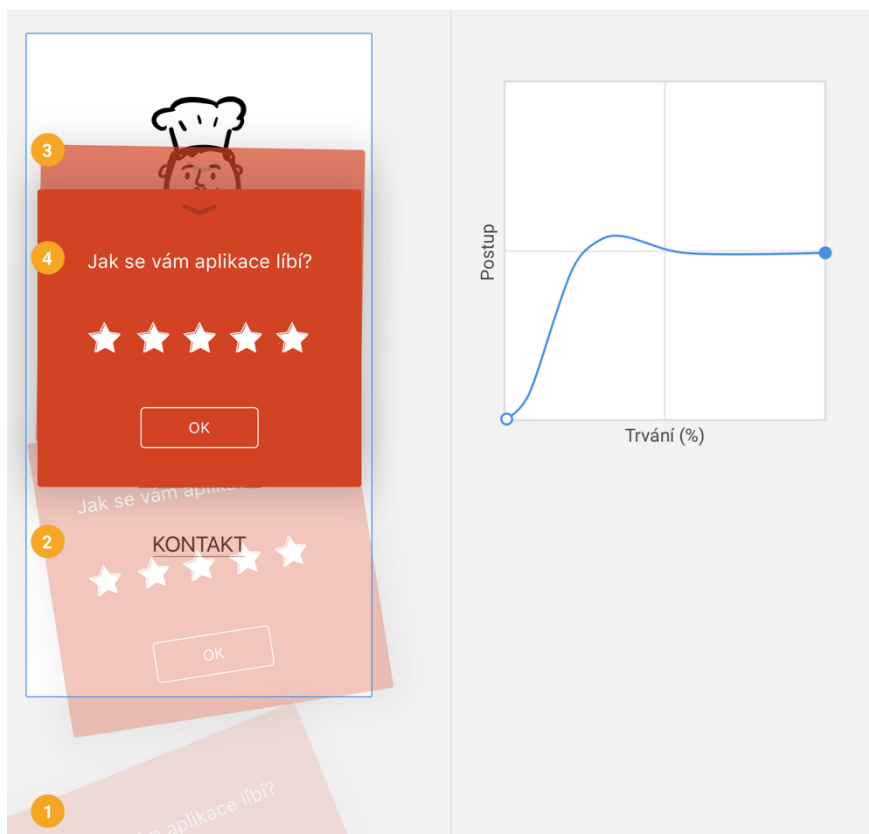 3
4
Jak se vám aplikace líbí?
OK
Jak se vám
2
KONTAKT
OK
1
aplikace líbí?
Postup
Trvání (%)